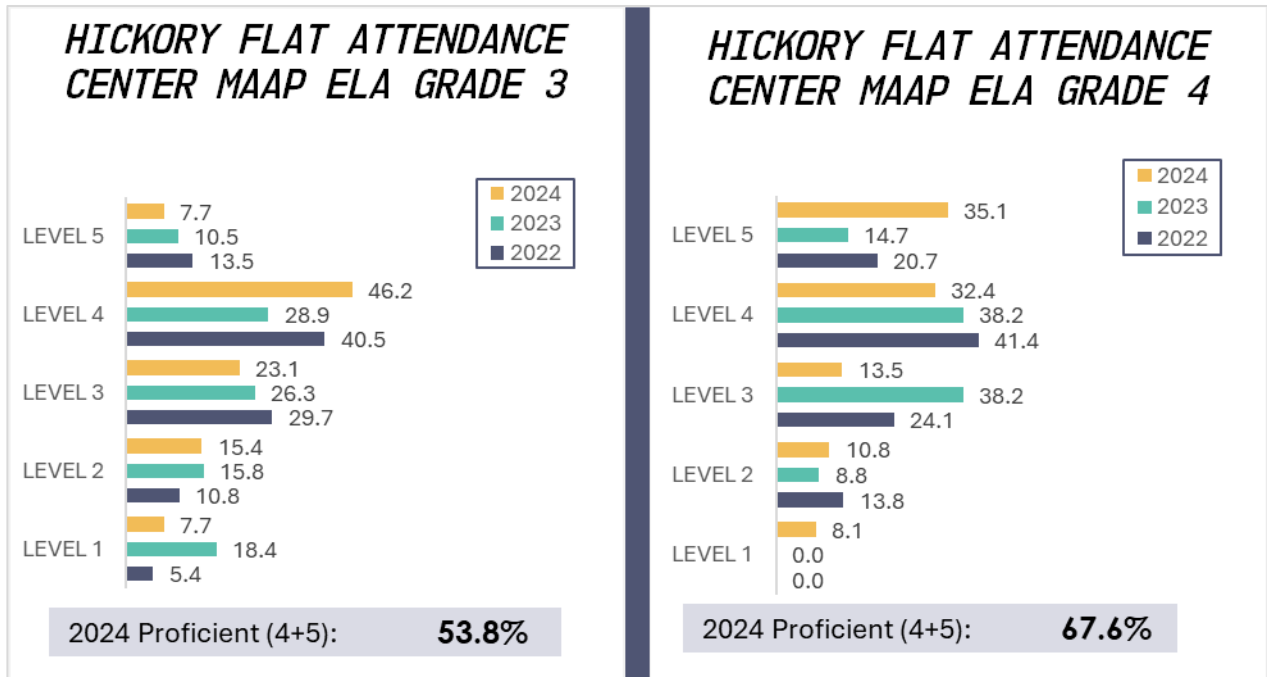 HICKORY FLAT ATTENDANCE
CENTER MAAP ELA GRADE 3
2024
2023
2022
LEVEL 5
7.7
10.5
13.5
LEVEL 4
46.2
28.9
40.5
LEVEL 3
23.1
26.3
29.7
LEVEL 2
15.4
15.8
10.8
LEVEL 1
7.7
18.4
5.4
2024 Proficient (4+5): 53.8%
HICKORY FLAT ATTENDANCE
CENTER MAAP ELA GRADE 4
2024
2023
2022
LEVEL 5
35.1
14.7
20.7
LEVEL 4
32.4
38.2
41.4
LEVEL 3
13.5
38.2
24.1
LEVEL 2
10.8
8.8
13.8
LEVEL 1
8.1
0.0
0.0
2024 Proficient (4+5): 67.6%